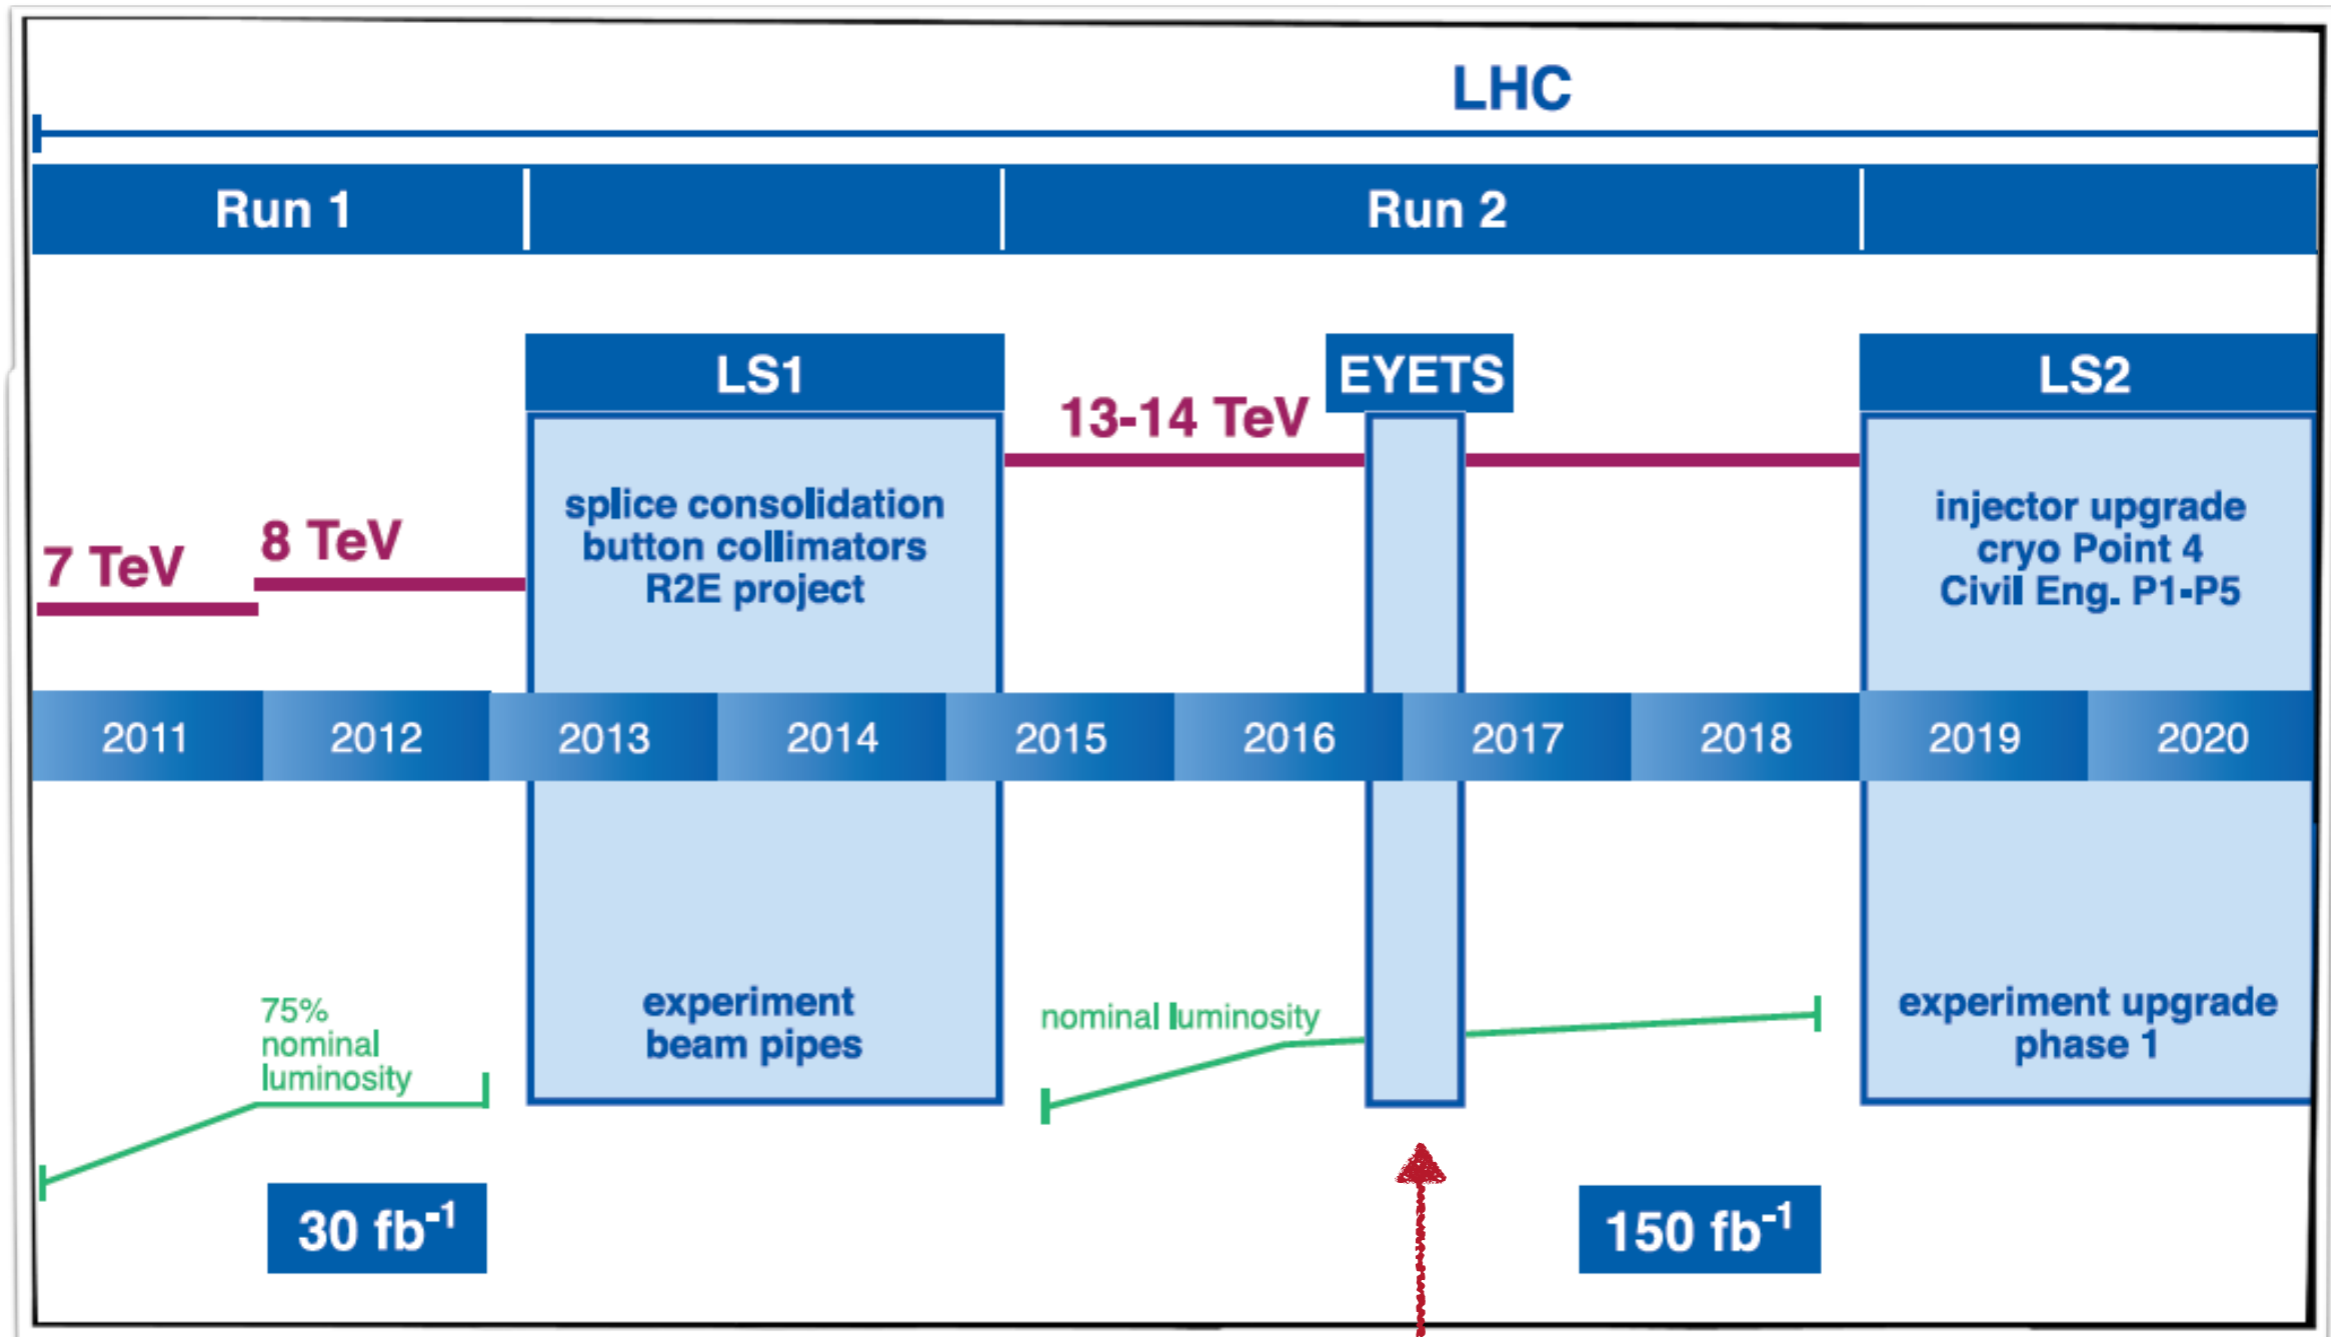 LHC
Run 1
Run 2
LS1
EYETS
LS2
13-14 TeV
splice consolidation
button collimators
R2E project
injector upgrade
cryo Point 4
Civil Eng. P1-P5
7 TeV
8 TeV
2011
2012
2013
2014
2015
2016
2017
2018
2019
2020
75%
nominal
luminosity
experiment
beam pipes
nominal luminosity
experiment upgrade
phase 1
30 fb⁻¹
150 fb⁻¹